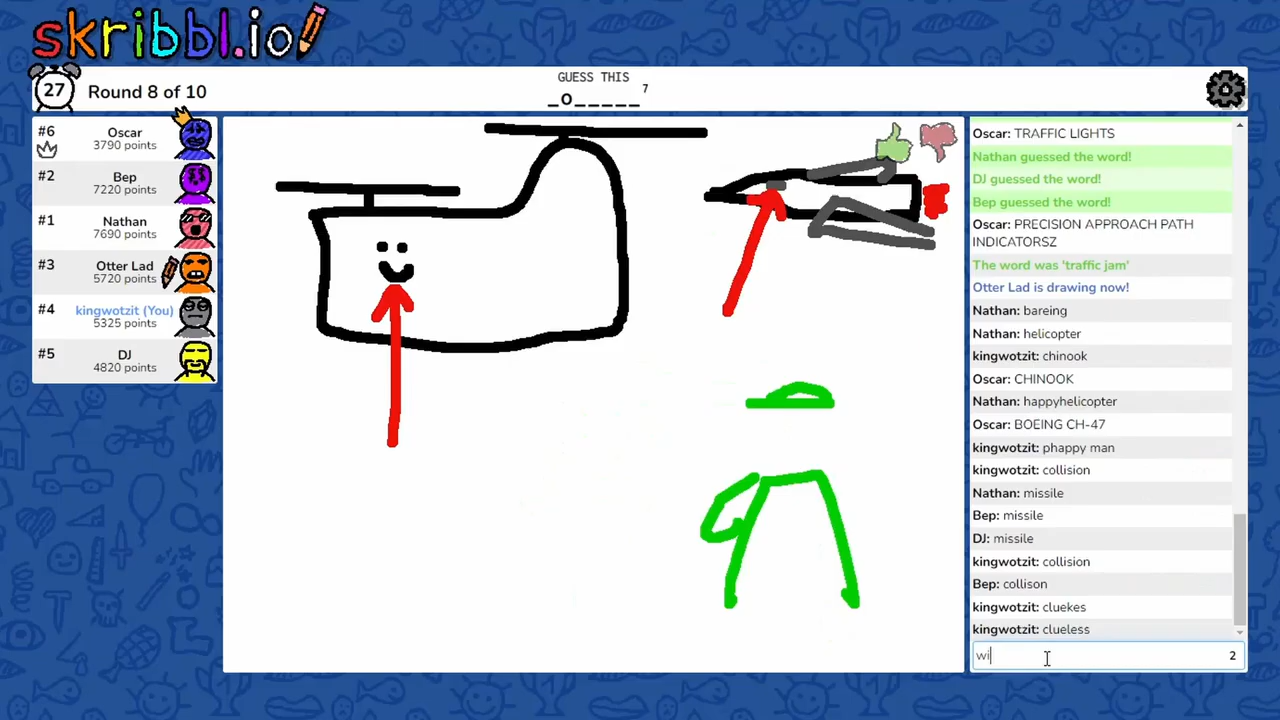 skribbl.io
27
Round 8 of 10
GUESS THIS
_o_____ 7
#6 Oscar
3790 points
#2 Bep
7220 points
#1 Nathan
7690 points
#3 Otter Lad
5720 points
#4 kingwotzit (You)
5325 points
#5 DJ
4820 points
Oscar: TRAFFIC LIGHTS
Nathan guessed the word!
DJ guessed the word!
Bep guessed the word!
Oscar: PRECISION APPROACH PATH
INDICATORSZ
The word was 'traffic jam'
Otter Lad is drawing now!
Nathan: bareing
Nathan: helicopter
kingwotzit: chinook
Oscar: CHINOOK
Nathan: happyhelicopter
Oscar: BOEING CH-47
kingwotzit: phappy man
kingwotzit: collision
Nathan: missile
Bep: missile
DJ: missile
kingwotzit: collision
Bep: collison
kingwotzit: cluekes
kingwotzit: clueless
wi 2